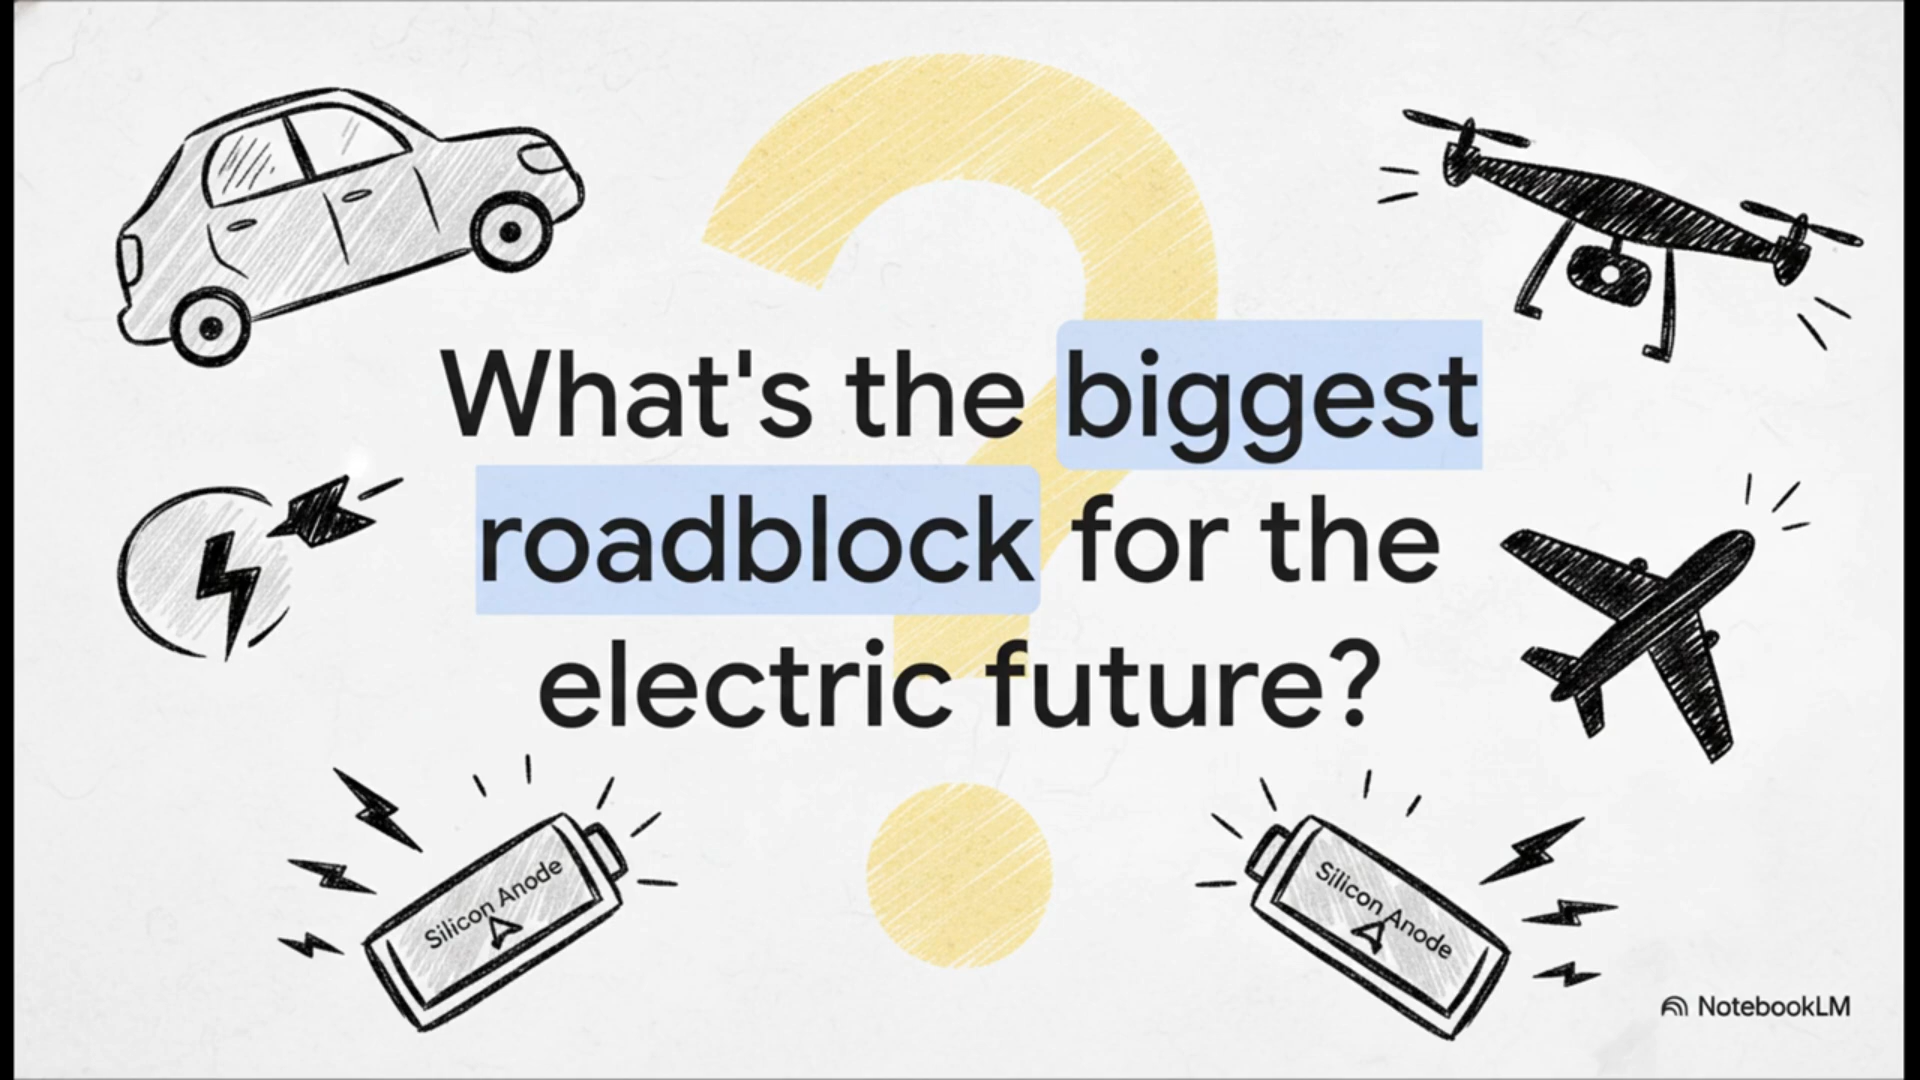 What's the biggest
roadblock for the
electric future?
Silicon Anode
Silicon Anode
NotebookLM